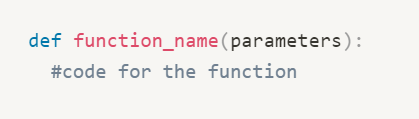 def function_name(parameters):
  #code for the function